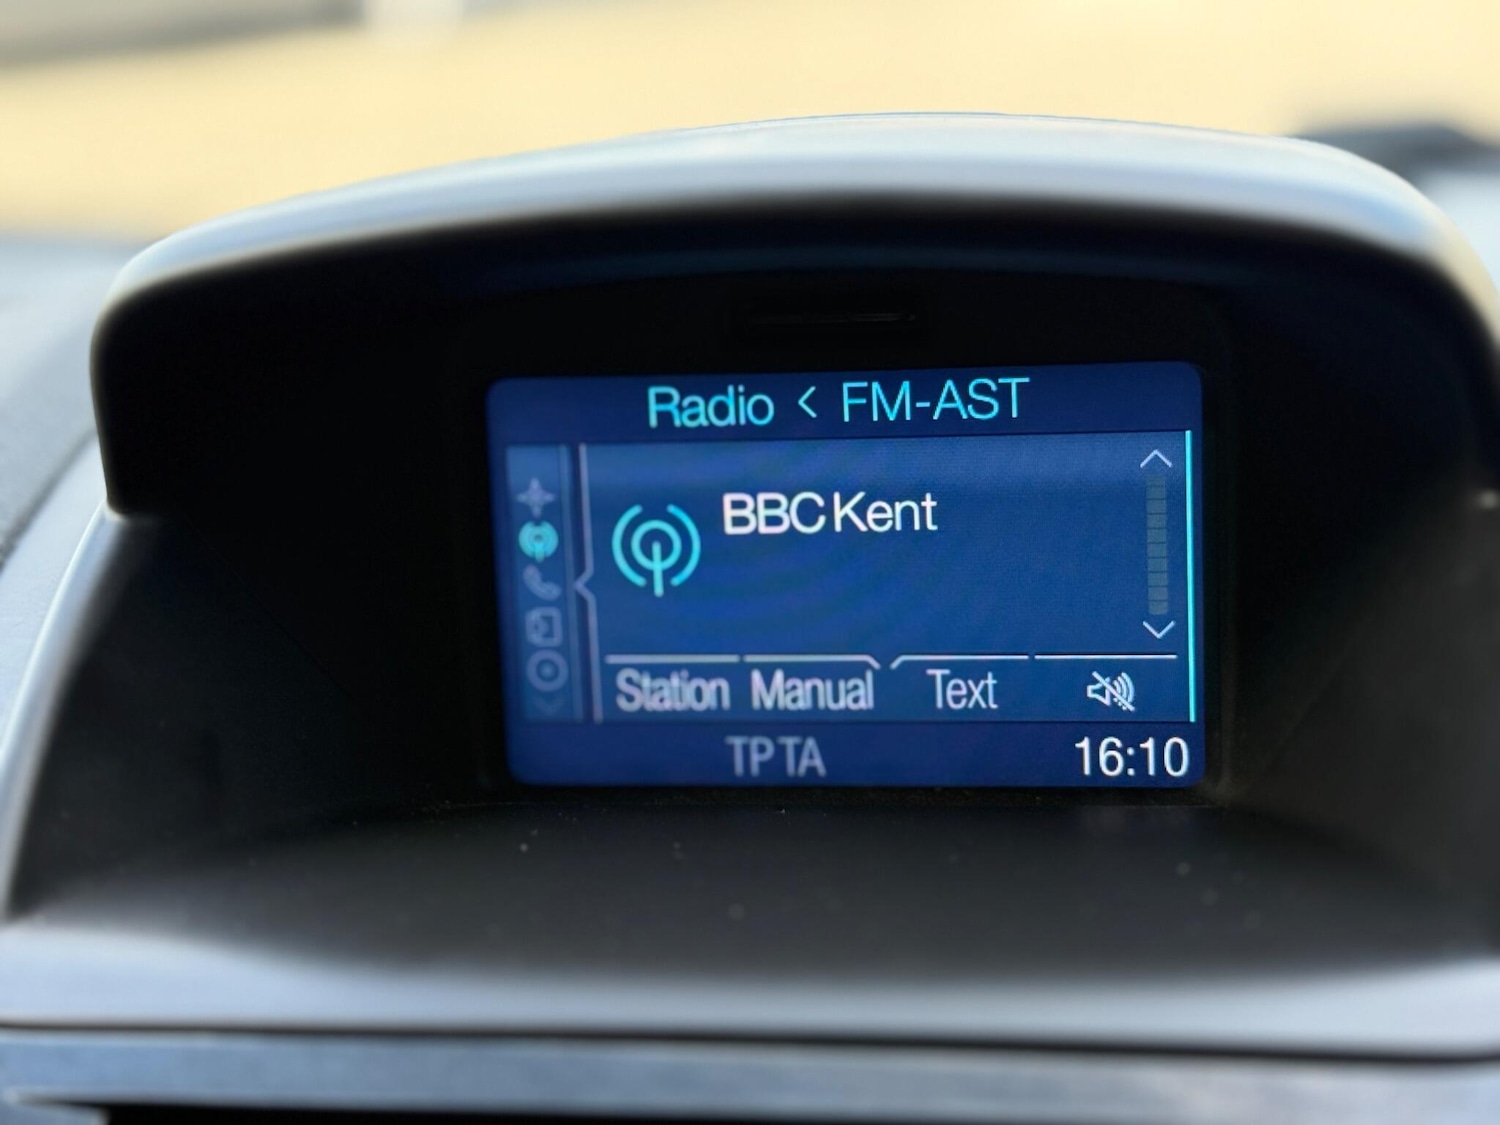 Radio < FM-AST
BBC Kent
Station Manual Text
TP TA 16:10